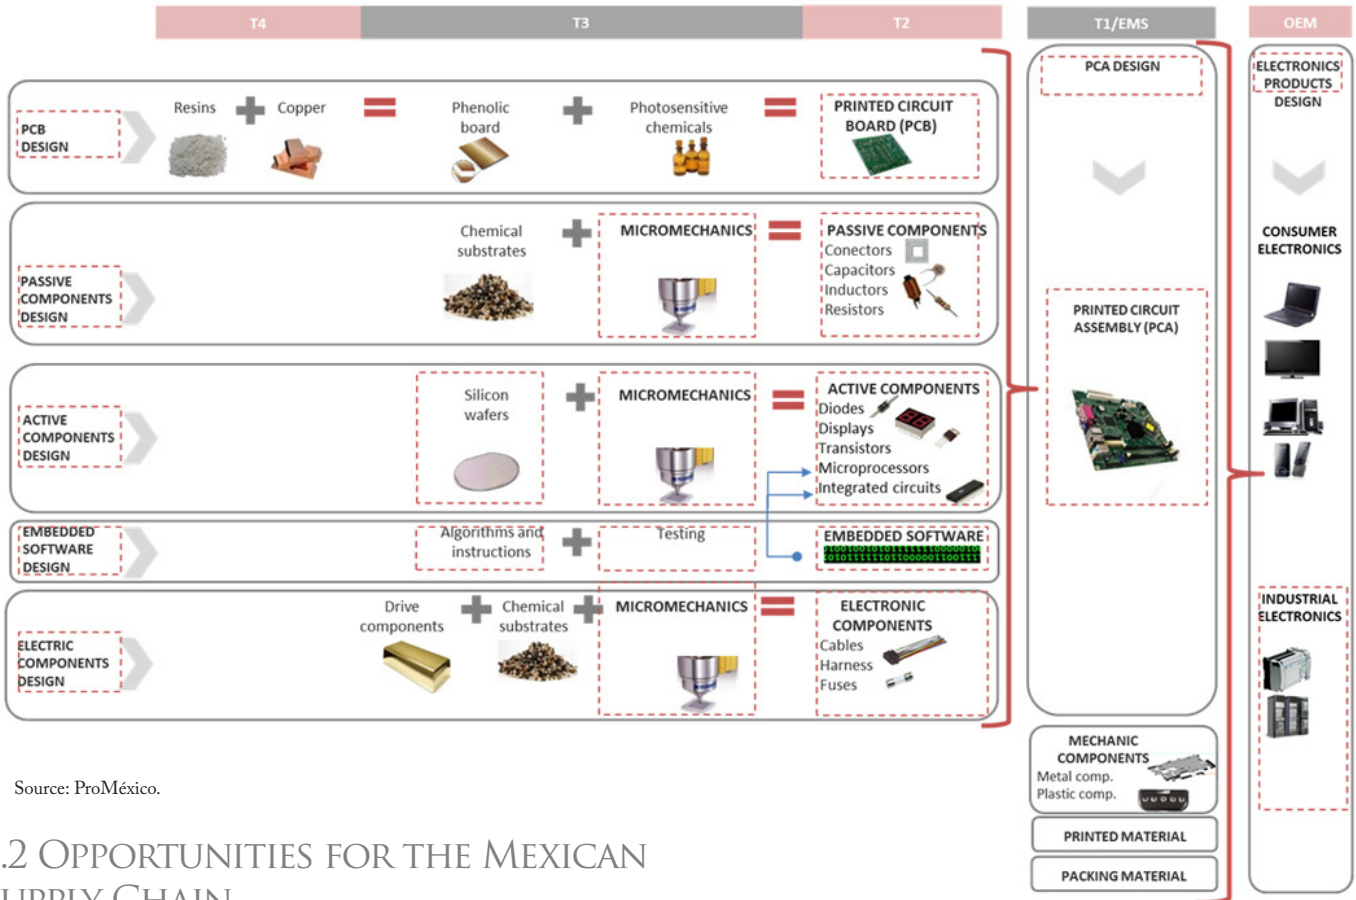 T4
T3
T2
T1/EMS
OEM
PCB
DESIGN
Resins
Copper
Phenolic
board
Photosensitive
chemicals
PRINTED CIRCUIT
BOARD (PCB)
PASSIVE
COMPONENTS
DESIGN
Chemical
substrates
MICROMECHANICS
PASSIVE COMPONENTS
Conectors
Capacitors
Inductors
Resistors
ACTIVE
COMPONENTS
DESIGN
Silicon
wafers
MICROMECHANICS
ACTIVE COMPONENTS
Diodes
Displays
Transistors
Microprocessors
Integrated circuits
EMBEDDED
SOFTWARE
DESIGN
Algorithms and
instructions
Testing
EMBEDDED SOFTWARE
ELECTRIC
COMPONENTS
DESIGN
Drive
components
Chemical
substrates
MICROMECHANICS
ELECTRONIC
COMPONENTS
Cables
Harness
Fuses
PCA DESIGN
PRINTED CIRCUIT
ASSEMBLY (PCA)
MECHANIC
COMPONENTS
Metal comp.
Plastic comp.
PRINTED MATERIAL
PACKING MATERIAL
ELECTRONICS
PRODUCTS
DESIGN
CONSUMER
ELECTRONICS
INDUSTRIAL
ELECTRONICS
Source: ProMéxico.
.2 Opportunities for the Mexican
upply Chain